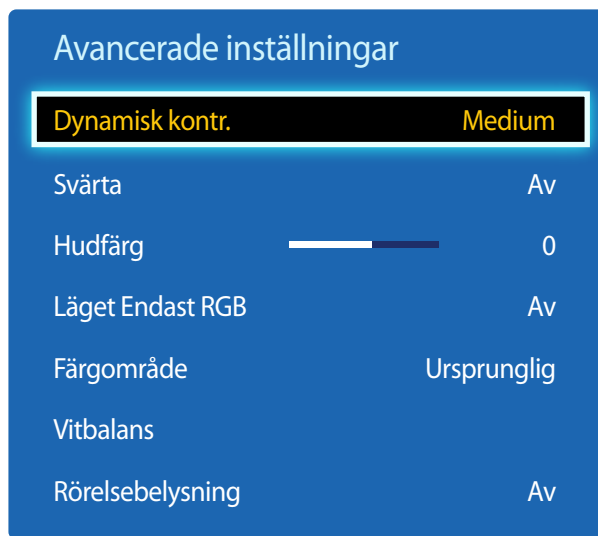 Avancerade inställningar
Dynamisk kontr. Medium
Svärta Av
Hudfärg 0
Läget Endast RGB Av
Färgområde Ursprunglig
Vitbalans
Rörelsebelysning Av